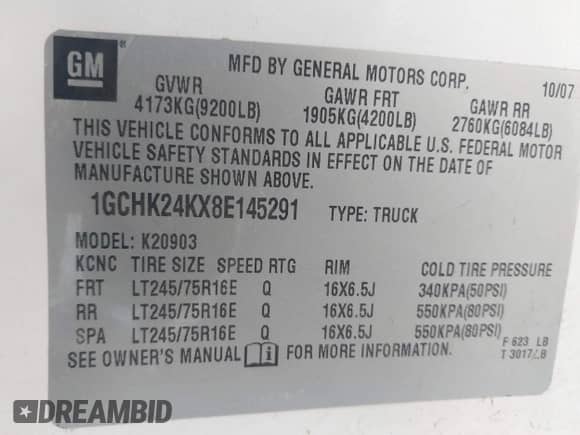 GM ®
MFD BY GENERAL MOTORS CORP. 10/07
GVWR GAWR FRT GAWR RR
4173KG(9200LB) 1905KG(4200LB) 2760KG(6084LB)
THIS VEHICLE CONFORMS TO ALL APPLICABLE U.S. FEDERAL MOTOR
VEHICLE SAFETY STANDARDS IN EFFECT ON THE DATE OF
MANUFACTURE SHOWN ABOVE.
1GCHK24KX8E145291 TYPE: TRUCK
MODEL: K20903
KCNC TIRE SIZE SPEED RTG RIM COLD TIRE PRESSURE
FRT LT245/75R16E Q 16X6.5J 340KPA(50PSI)
RR LT245/75R16E Q 16X6.5J 550KPA(80PSI)
SPA LT245/75R16E Q 16X6.5J 550KPA(80PSI)
SEE OWNER'S MANUAL i FOR MORE INFORMATION. F 623 LB
T 3017 LB
DREAMBID